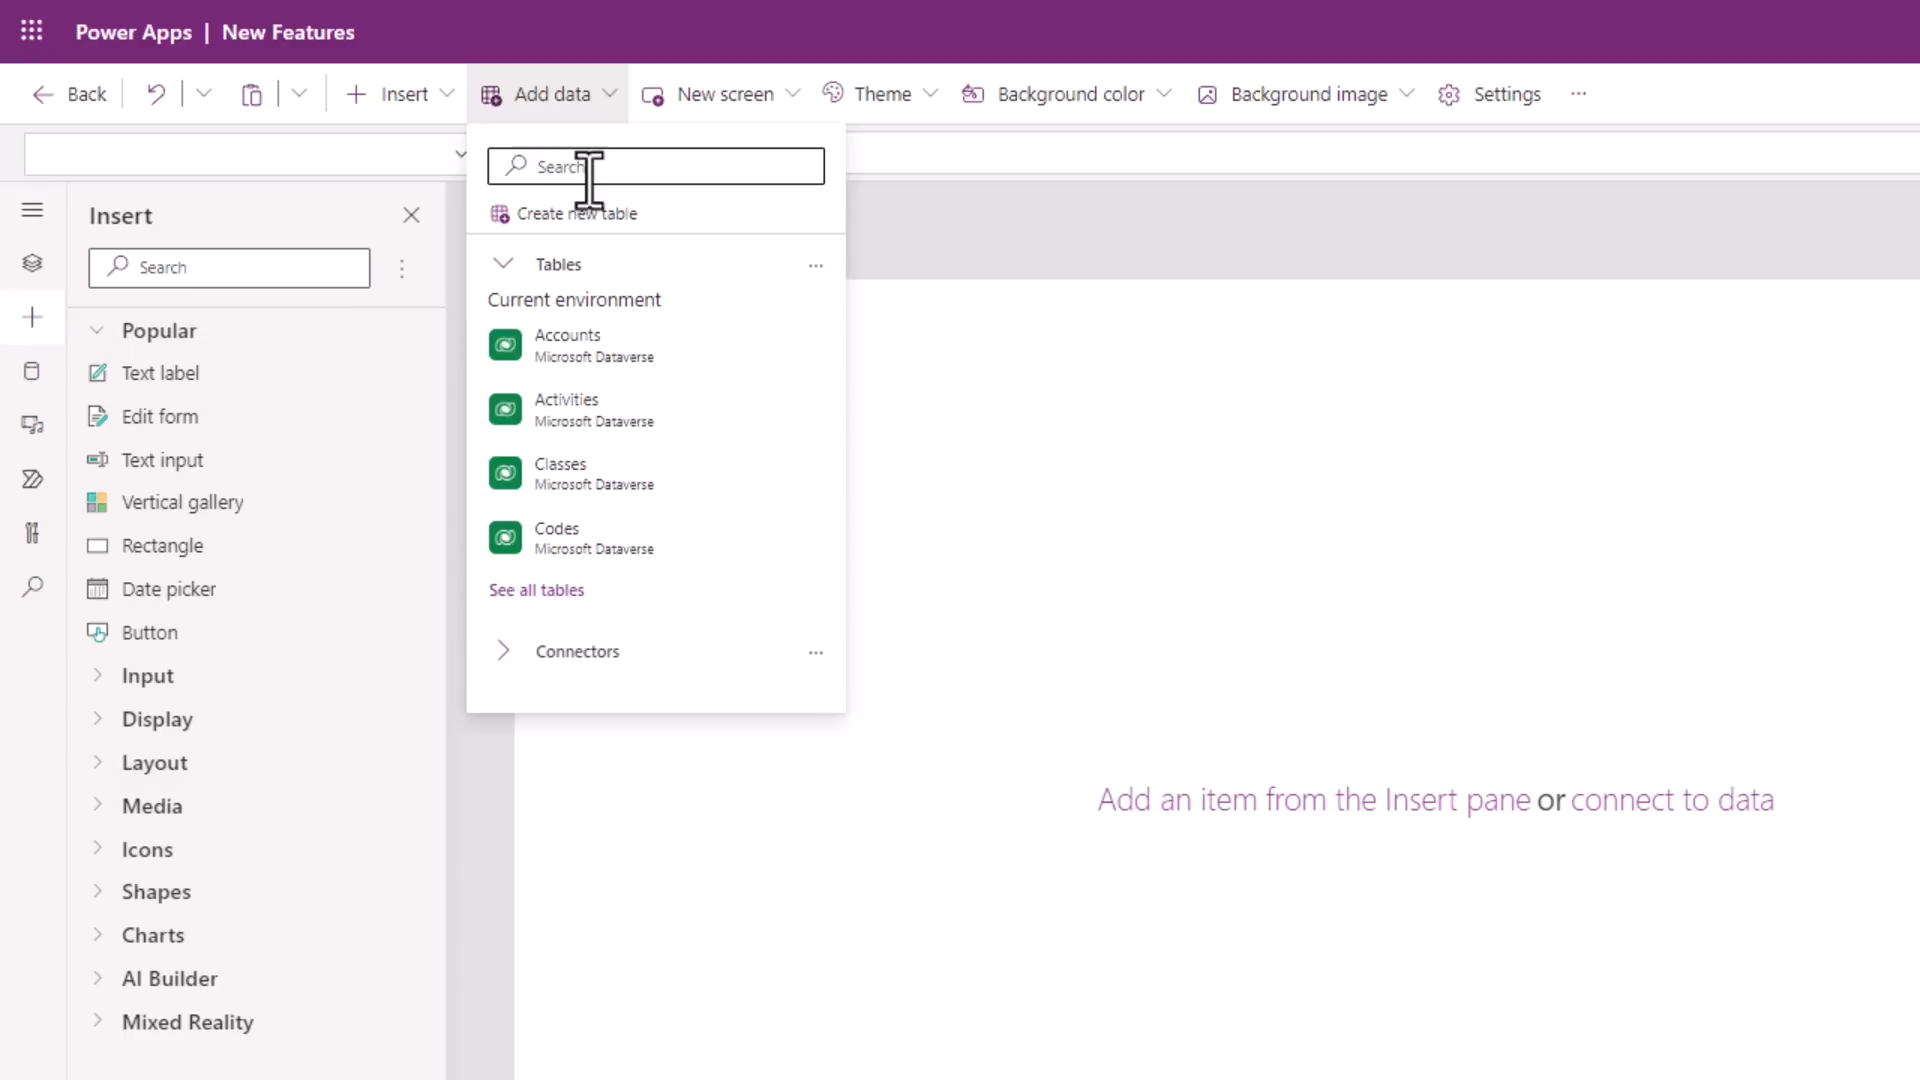 Power Apps | New Features
Back
Insert
Add data
New screen
Theme
Background color
Background image
Settings
Insert
Search
Popular
Text label
Edit form
Text input
Vertical gallery
Rectangle
Date picker
Button
Input
Display
Layout
Media
Icons
Shapes
Charts
AI Builder
Mixed Reality
Search
Create new table
Tables
Current environment
Accounts
Microsoft Dataverse
Activities
Microsoft Dataverse
Classes
Microsoft Dataverse
Codes
Microsoft Dataverse
See all tables
Connectors
Add an item from the Insert pane or connect to data